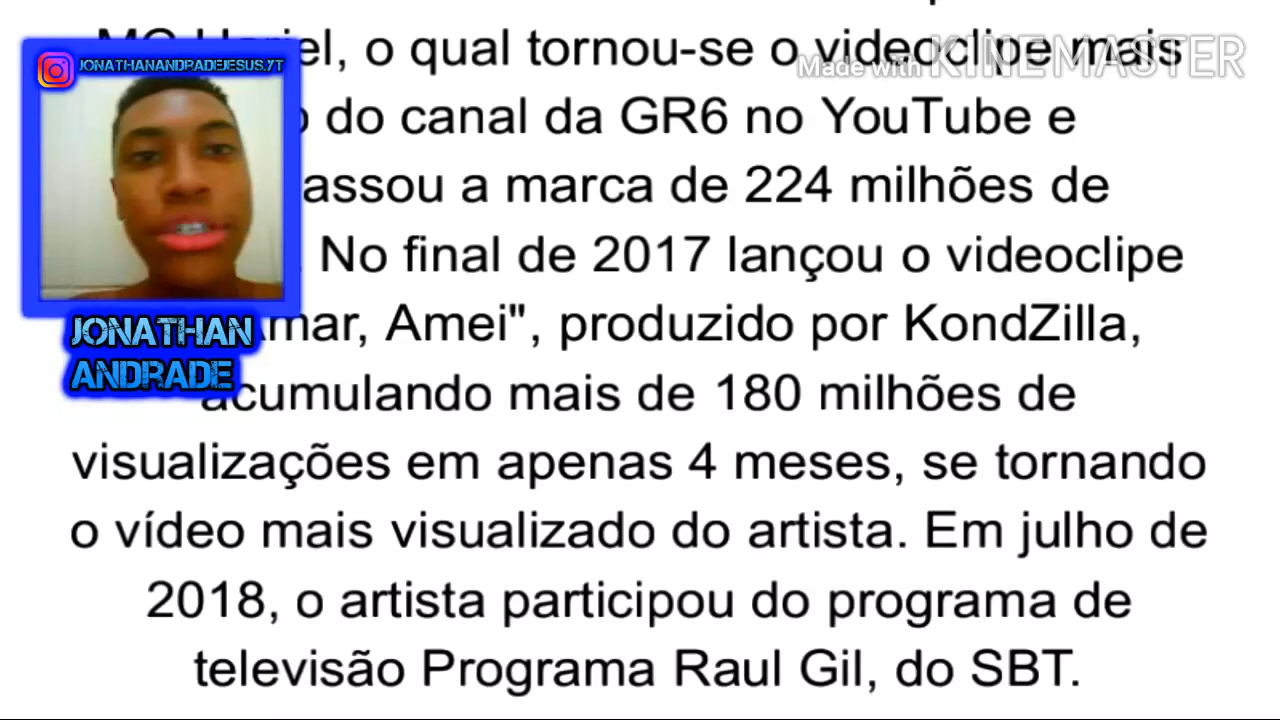 JONATHANANDRADEJESUS.YT
JONATHAN
ANDRADE
Made with KINEMASTER
o qual tornou-se o videoclipe mais
do canal da GR6 no YouTube e
assou a marca de 224 milhões de
No final de 2017 lançou o videoclipe
mar, Amei", produzido por KondZilla,
acumulando mais de 180 milhões de
visualizações em apenas 4 meses, se tornando
o vídeo mais visualizado do artista. Em julho de
2018, o artista participou do programa de
televisão Programa Raul Gil, do SBT.